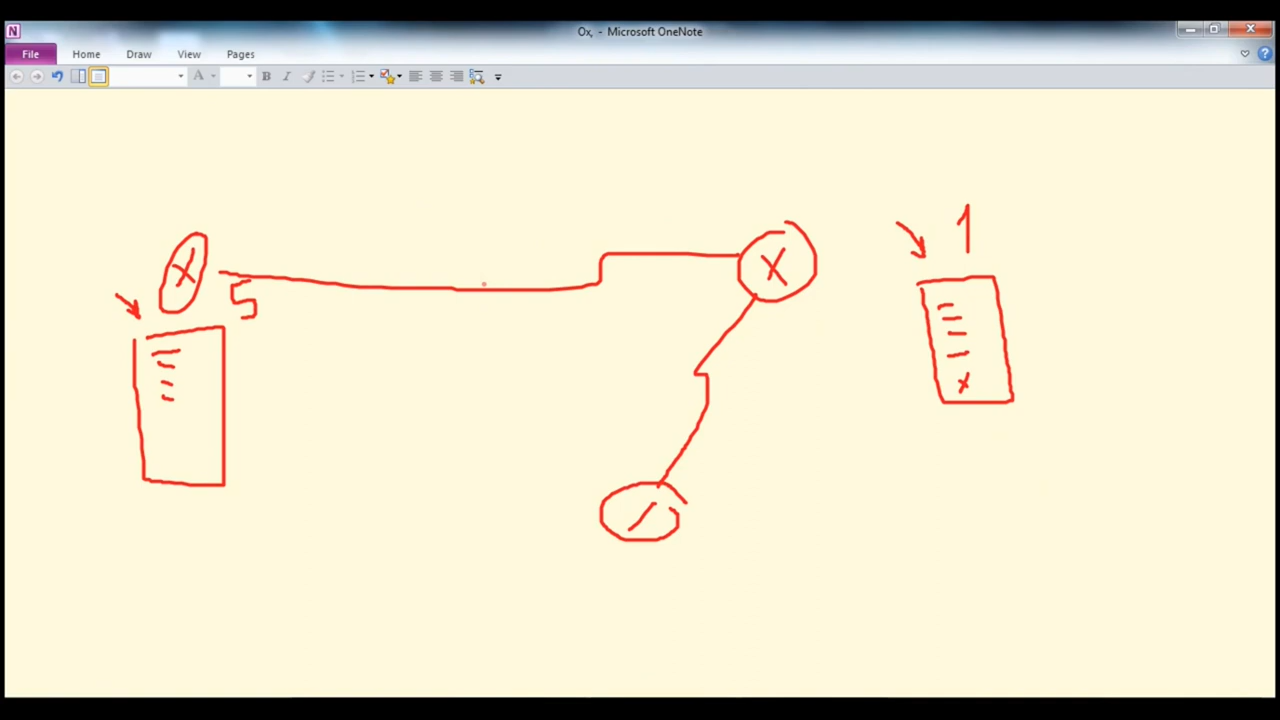 Ox, - Microsoft OneNote
File Home Draw View Pages
A B I
1
X X
5
x